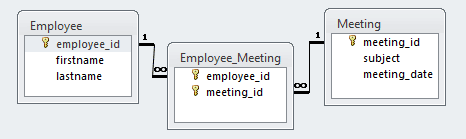 Employee
employee_id
firstname
lastname
1
∞
Employee_Meeting
employee_id
meeting_id
∞
1
Meeting
meeting_id
subject
meeting_date